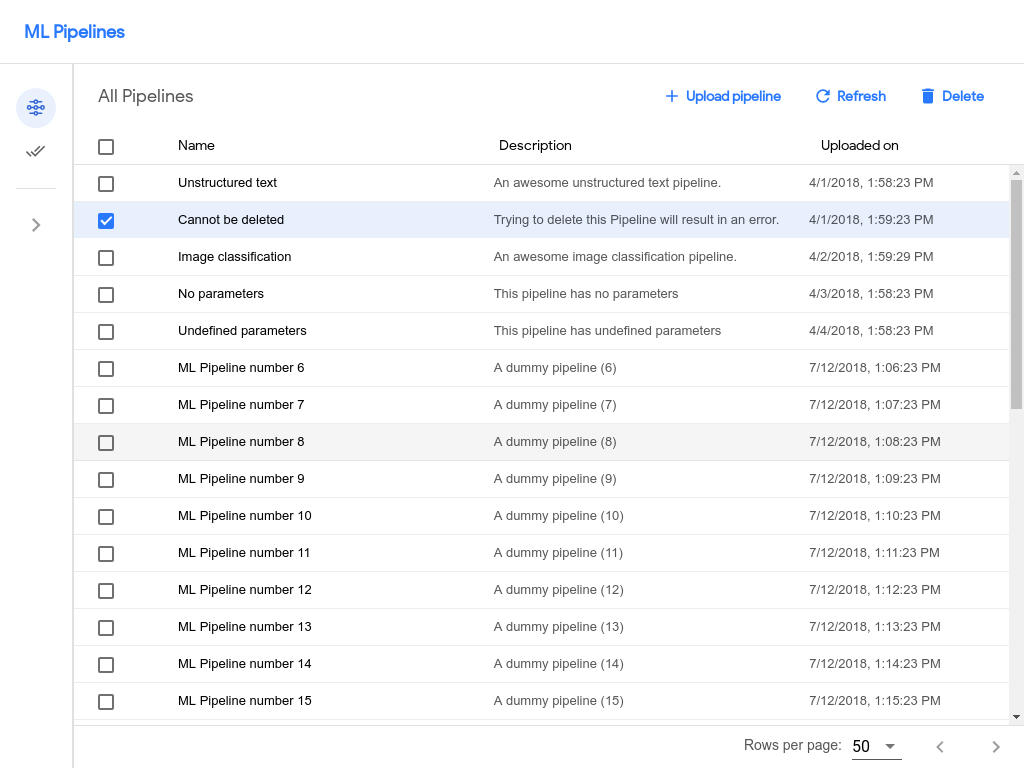 ML Pipelines
All Pipelines Upload pipeline Refresh Delete
Name Description Uploaded on
Unstructured text An awesome unstructured text pipeline. 4/1/2018, 1:58:23 PM
Cannot be deleted Trying to delete this Pipeline will result in an error. 4/1/2018, 1:59:23 PM
Image classification An awesome image classification pipeline. 4/2/2018, 1:59:29 PM
No parameters This pipeline has no parameters 4/3/2018, 1:58:23 PM
Undefined parameters This pipeline has undefined parameters 4/4/2018, 1:58:23 PM
ML Pipeline number 6 A dummy pipeline (6) 7/12/2018, 1:06:23 PM
ML Pipeline number 7 A dummy pipeline (7) 7/12/2018, 1:07:23 PM
ML Pipeline number 8 A dummy pipeline (8) 7/12/2018, 1:08:23 PM
ML Pipeline number 9 A dummy pipeline (9) 7/12/2018, 1:09:23 PM
ML Pipeline number 10 A dummy pipeline (10) 7/12/2018, 1:10:23 PM
ML Pipeline number 11 A dummy pipeline (11) 7/12/2018, 1:11:23 PM
ML Pipeline number 12 A dummy pipeline (12) 7/12/2018, 1:12:23 PM
ML Pipeline number 13 A dummy pipeline (13) 7/12/2018, 1:13:23 PM
ML Pipeline number 14 A dummy pipeline (14) 7/12/2018, 1:14:23 PM
ML Pipeline number 15 A dummy pipeline (15) 7/12/2018, 1:15:23 PM
Rows per page: 50